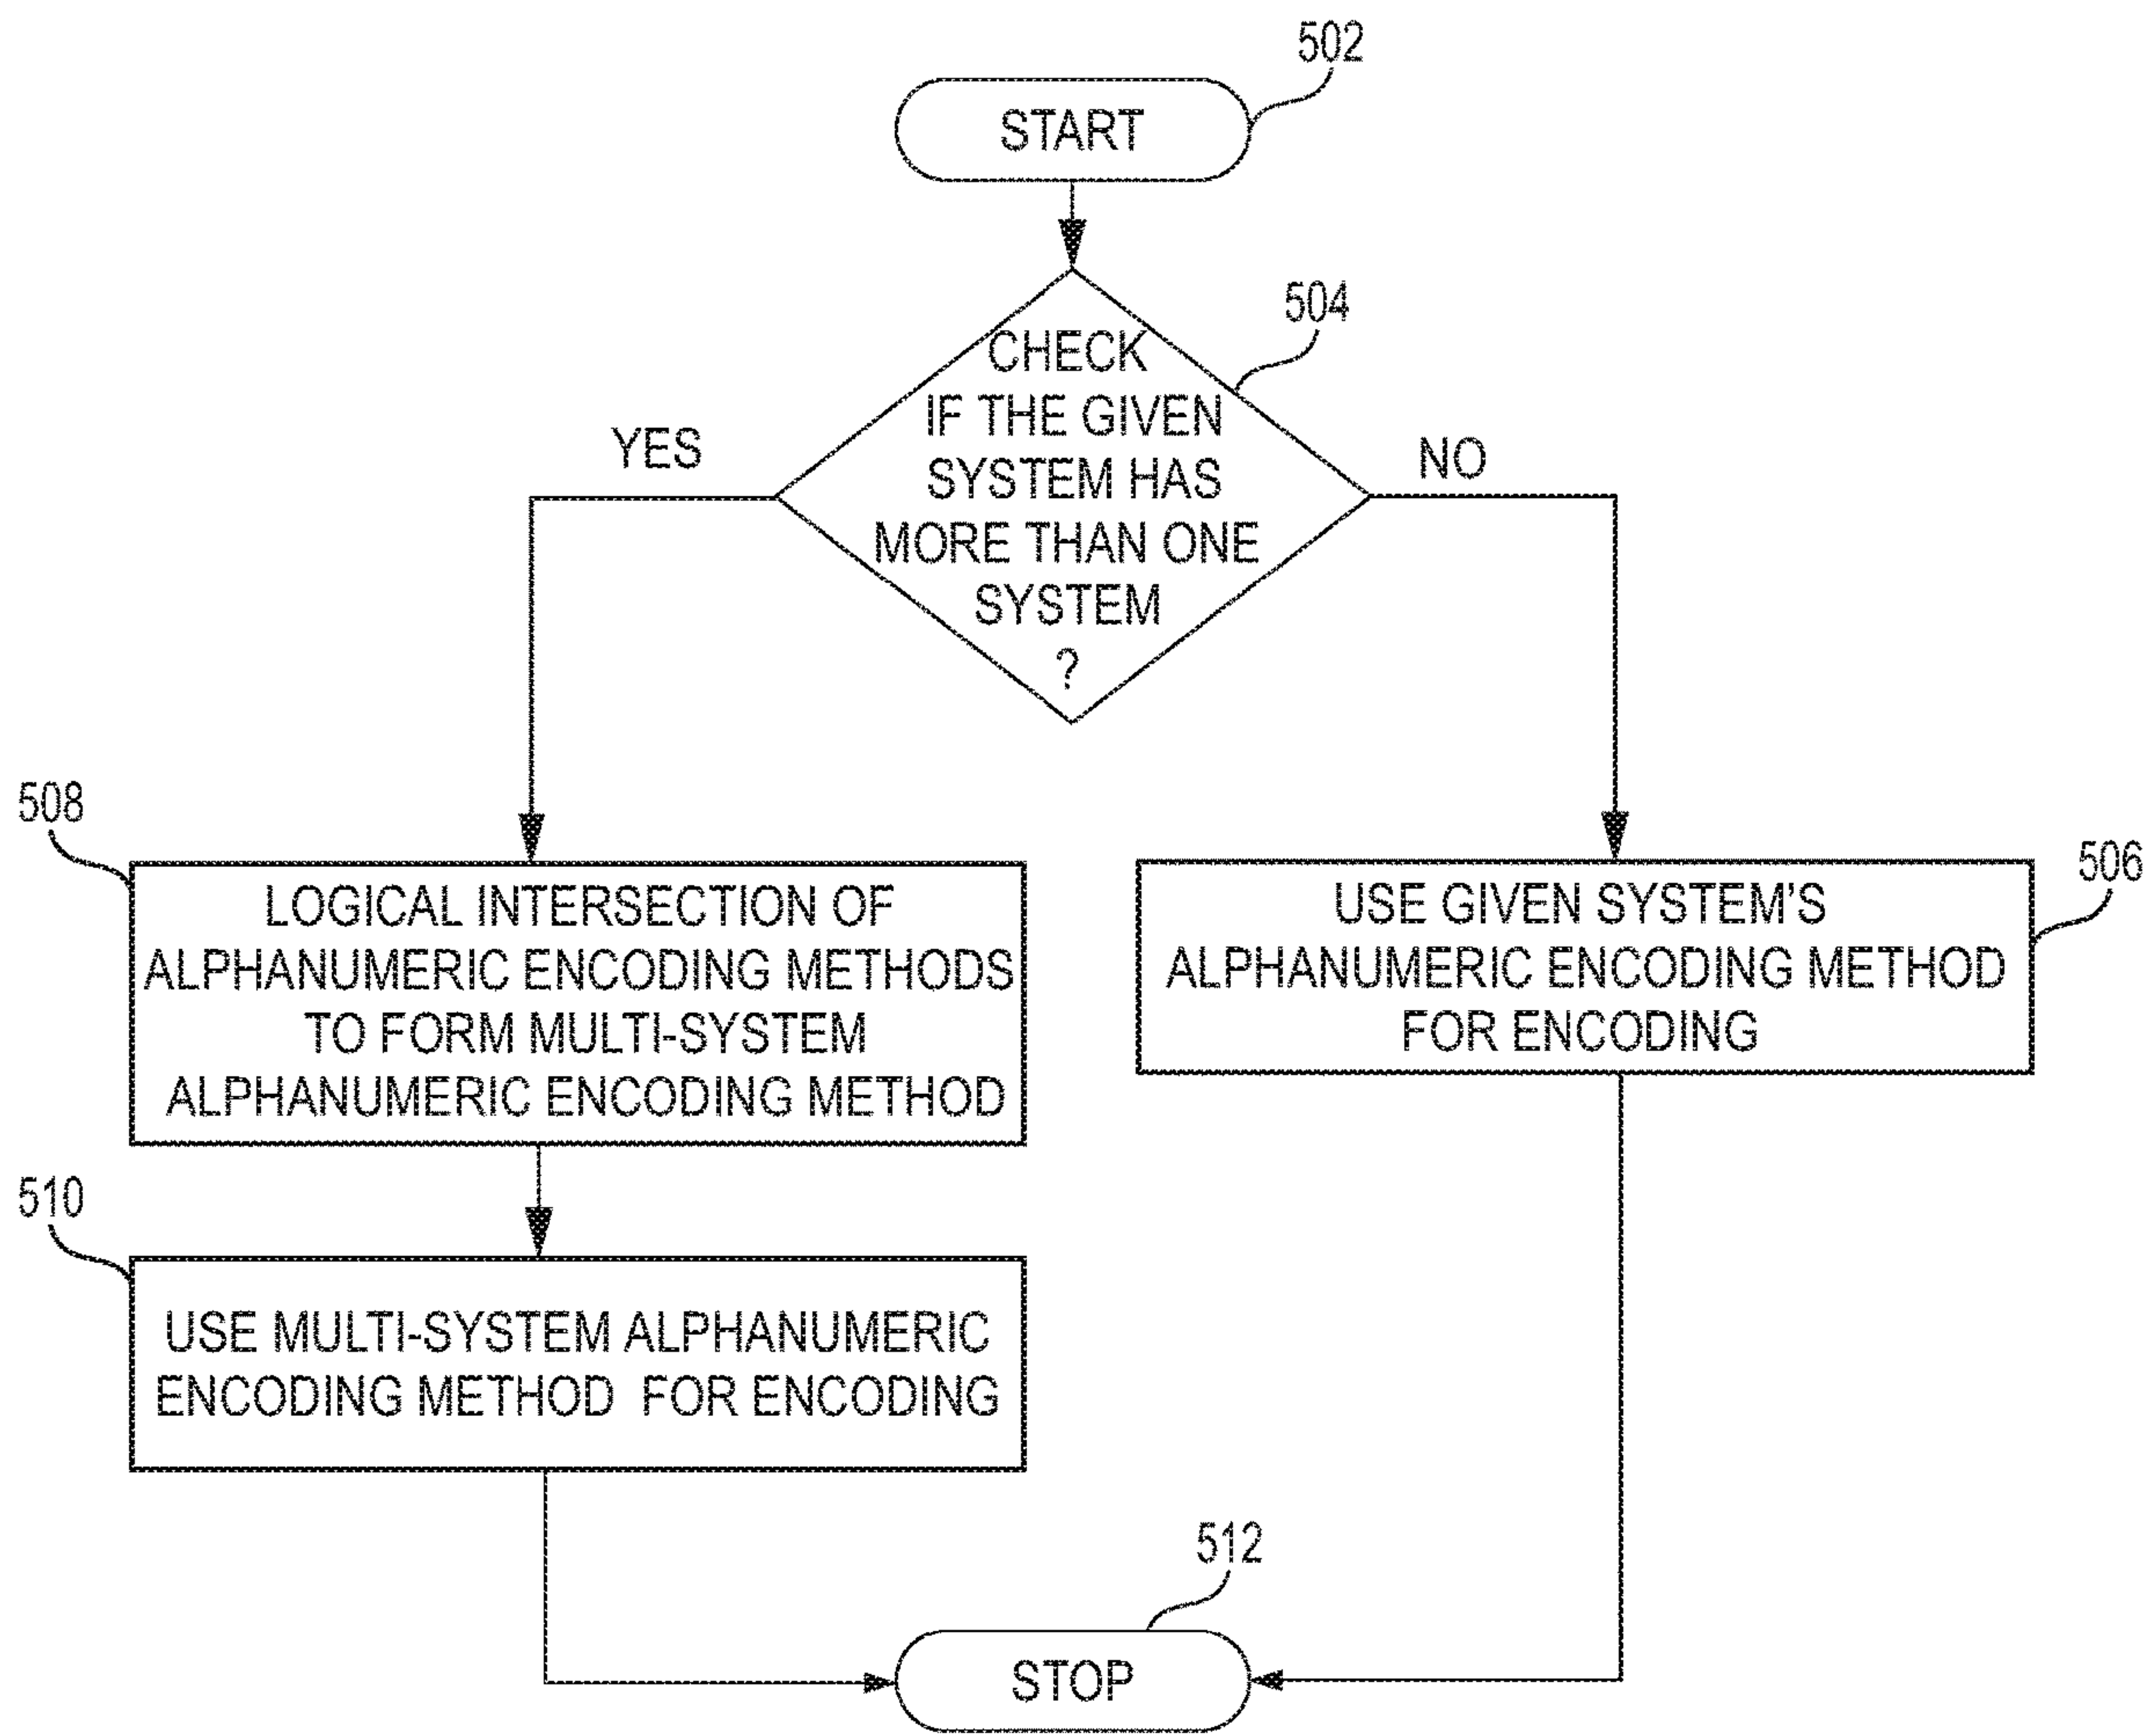 502
START
504
CHECK
IF THE GIVEN
SYSTEM HAS
MORE THAN ONE
SYSTEM
?
YES
NO
508
LOGICAL INTERSECTION OF
ALPHANUMERIC ENCODING METHODS
TO FORM MULTI-SYSTEM
ALPHANUMERIC ENCODING METHOD
506
USE GIVEN SYSTEM'S
ALPHANUMERIC ENCODING METHOD
FOR ENCODING
510
USE MULTI-SYSTEM ALPHANUMERIC
ENCODING METHOD FOR ENCODING
512
STOP